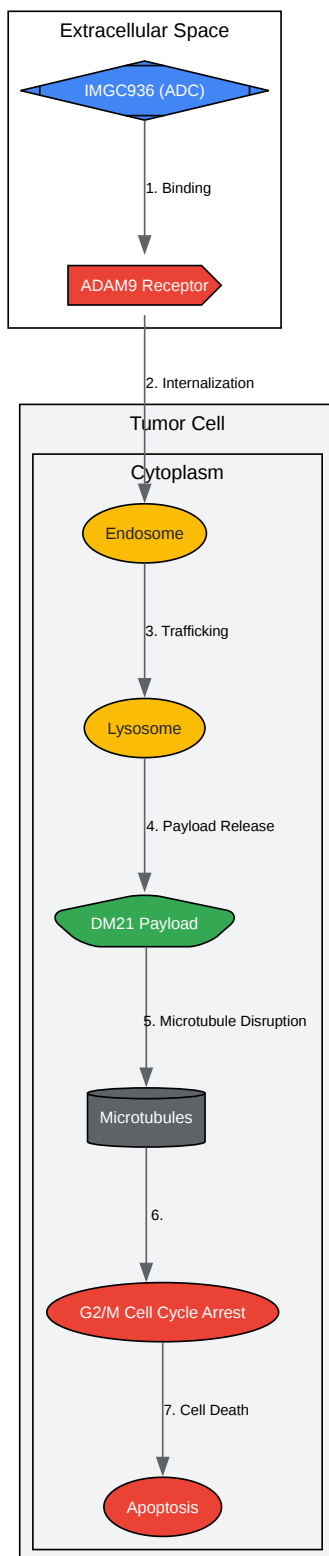 Extracellular Space
IMGC936 (ADC)
1. Binding
ADAM9 Receptor
2. Internalization
Tumor Cell
Cytoplasm
Endosome
3. Trafficking
Lysosome
4. Payload Release
DM21 Payload
5. Microtubule Disruption
Microtubules
6.
G2/M Cell Cycle Arrest
7. Cell Death
Apoptosis